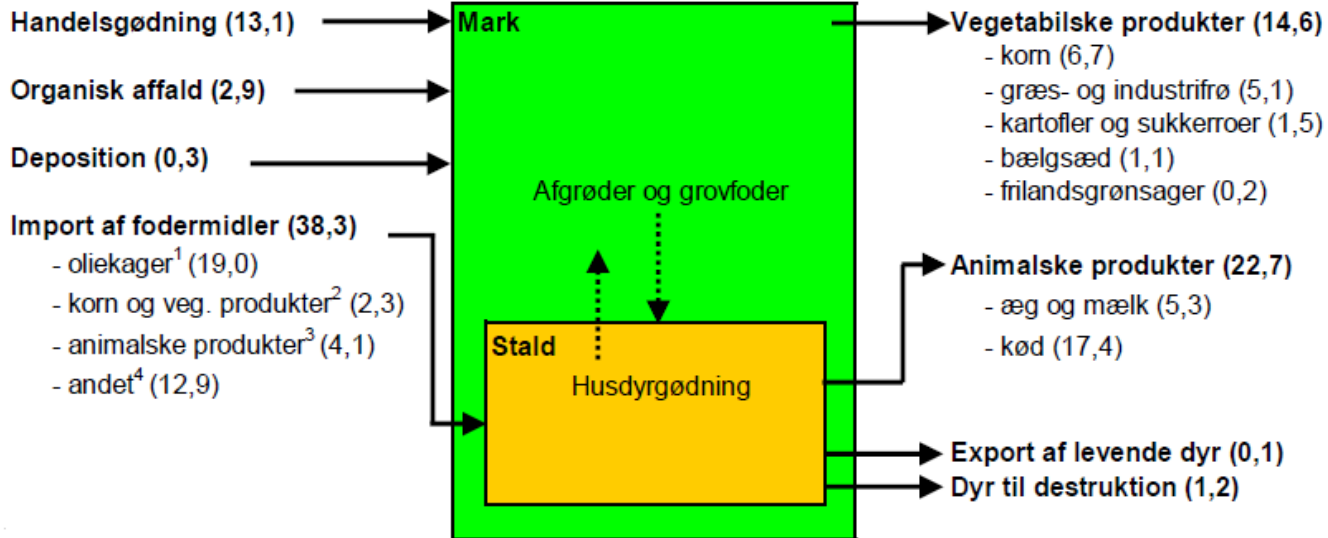 Handelsgødning (13,1)
Organisk affald (2,9)
Deposition (0,3)
Import af fodermidler (38,3)
- oliekager¹ (19,0)
- korn og veg. produkter² (2,3)
- animalske produkter³ (4,1)
- andet⁴ (12,9)
Mark
Afgrøder og grovfoder
Stald
Husdyrgødning
Vegetabilske produkter (14,6)
- korn (6,7)
- græs- og industrifrø (5,1)
- kartofler og sukkerroer (1,5)
- bælgsæd (1,1)
- frilandsgrønsager (0,2)
Animalske produkter (22,7)
- æg og mælk (5,3)
- kød (17,4)
Export af levende dyr (0,1)
Dyr til destruktion (1,2)